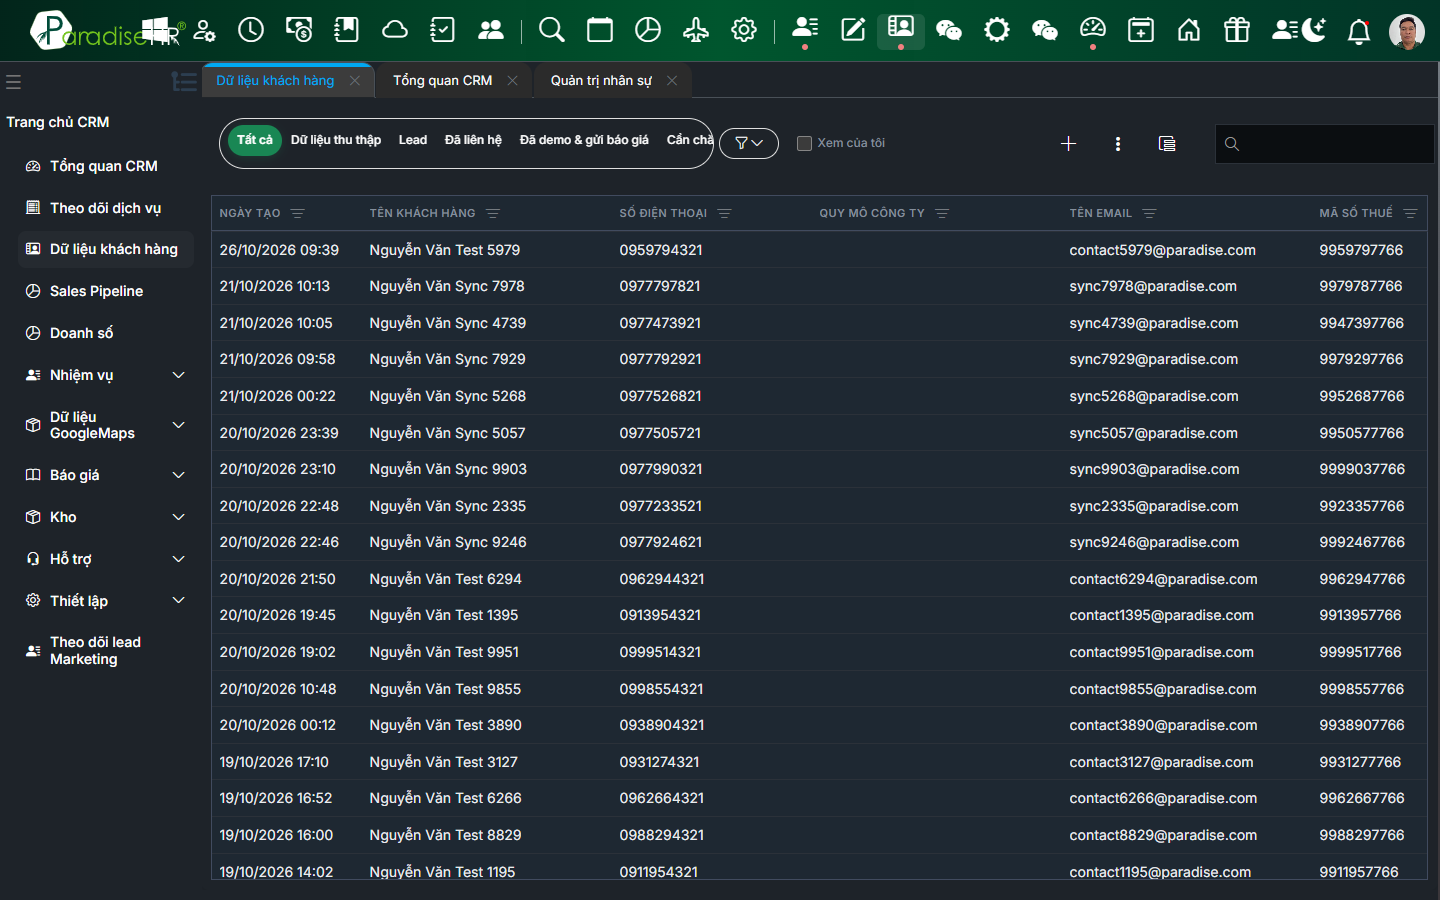 ParadiseHR®
Dữ liệu khách hàng
Tổng quan CRM
Quản trị nhân sự
Trang chủ CRM
Tổng quan CRM
Theo dõi dịch vụ
Dữ liệu khách hàng
Sales Pipeline
Doanh số
Nhiệm vụ
Dữ liệu
GoogleMaps
Báo giá
Kho
Hỗ trợ
Thiết lập
Theo dõi lead
Marketing
Tất cả Dữ liệu thu thập Lead Đã liên hệ Đã demo & gửi báo giá Cần chă
Xem của tôi
NGÀY TẠO TÊN KHÁCH HÀNG SỐ ĐIỆN THOẠI QUY MÔ CÔNG TY TÊN EMAIL MÃ SỐ THUẾ
26/10/2026 09:39 Nguyễn Văn Test 5979 0959794321 contact5979@paradise.com 9959797766
21/10/2026 10:13 Nguyễn Văn Sync 7978 0977797821 sync7978@paradise.com 9979787766
21/10/2026 10:05 Nguyễn Văn Sync 4739 0977473921 sync4739@paradise.com 9947397766
21/10/2026 09:58 Nguyễn Văn Sync 7929 0977792921 sync7929@paradise.com 9979297766
21/10/2026 00:22 Nguyễn Văn Sync 5268 0977526821 sync5268@paradise.com 9952687766
20/10/2026 23:39 Nguyễn Văn Sync 5057 0977505721 sync5057@paradise.com 9950577766
20/10/2026 23:10 Nguyễn Văn Sync 9903 0977990321 sync9903@paradise.com 9999037766
20/10/2026 22:48 Nguyễn Văn Sync 2335 0977233521 sync2335@paradise.com 9923357766
20/10/2026 22:46 Nguyễn Văn Sync 9246 0977924621 sync9246@paradise.com 9992467766
20/10/2026 21:50 Nguyễn Văn Test 6294 0962944321 contact6294@paradise.com 9962947766
20/10/2026 19:45 Nguyễn Văn Test 1395 0913954321 contact1395@paradise.com 9913957766
20/10/2026 19:02 Nguyễn Văn Test 9951 0999514321 contact9951@paradise.com 9999517766
20/10/2026 10:48 Nguyễn Văn Test 9855 0998554321 contact9855@paradise.com 9998557766
20/10/2026 00:12 Nguyễn Văn Test 3890 0938904321 contact3890@paradise.com 9938907766
19/10/2026 17:10 Nguyễn Văn Test 3127 0931274321 contact3127@paradise.com 9931277766
19/10/2026 16:52 Nguyễn Văn Test 6266 0962664321 contact6266@paradise.com 9962667766
19/10/2026 16:00 Nguyễn Văn Test 8829 0988294321 contact8829@paradise.com 9988297766
19/10/2026 14:02 Nguyễn Văn Test 1195 0911954321 contact1195@paradise.com 9911957766